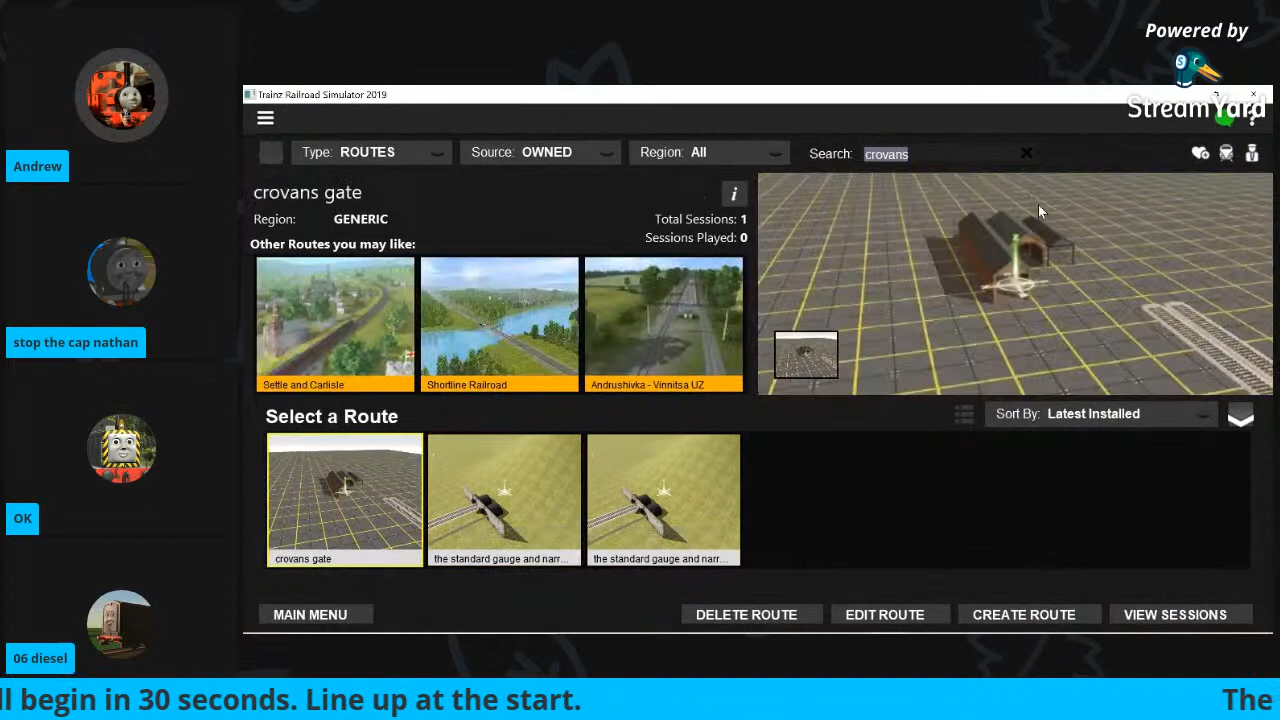 Powered by
StreamYard
Trainz Railroad Simulator 2019
Type: ROUTES
Source: OWNED
Region: All
Search: crovans
crovans gate
i
Region: GENERIC
Total Sessions: 1
Sessions Played: 0
Other Routes you may like:
Settle and Carlisle
Shortline Railroad
Andrushivka - Vinnitsa UZ
Select a Route
Sort By: Latest Installed
crovans gate
the standard gauge and narr...
the standard gauge and narr...
MAIN MENU
DELETE ROUTE
EDIT ROUTE
CREATE ROUTE
VIEW SESSIONS
Andrew
stop the cap nathan
OK
06 diesel
ll begin in 30 seconds. Line up at the start.
The